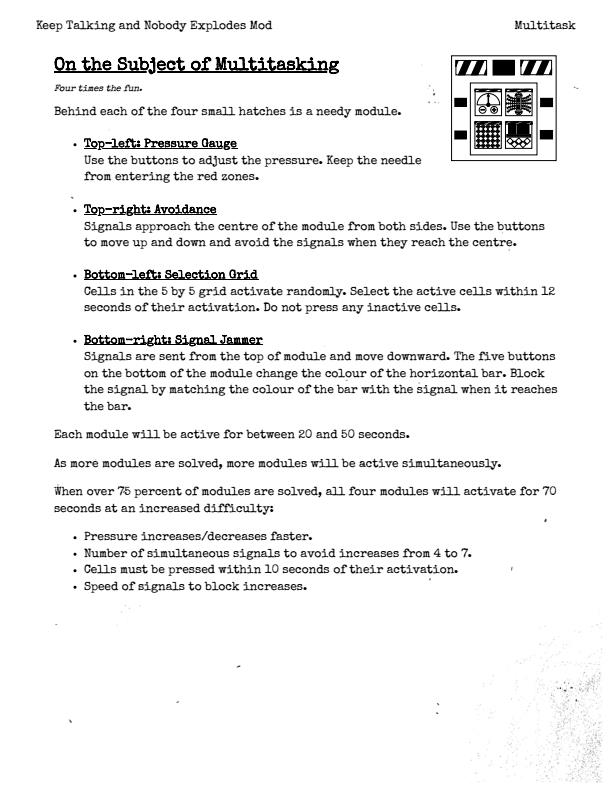 Keep Talking and Nobody Explodes Mod
Multitask
On the Subject of Multitasking
Four times the fun.
Behind each of the four small hatches is a needy module.
• Top-left: Pressure Gauge
Use the buttons to adjust the pressure. Keep the needle
from entering the red zones.
• Top-right: Avoidance
Signals approach the centre of the module from both sides. Use the buttons
to move up and down and avoid the signals when they reach the centre.
• Bottom-left: Selection Grid
Cells in the 5 by 5 grid activate randomly. Select the active cells within 12
seconds of their activation. Do not press any inactive cells.
• Bottom-right: Signal Jammer
Signals are sent from the top of module and move downward. The five buttons
on the bottom of the module change the colour of the horizontal bar. Block
the signal by matching the colour of the bar with the signal when it reaches
the bar.
Each module will be active for between 20 and 50 seconds.
As more modules are solved, more modules will be active simultaneously.
When over 75 percent of modules are solved, all four modules will activate for 70
seconds at an increased difficulty:
• Pressure increases/decreases faster.
• Number of simultaneous signals to avoid increases from 4 to 7.
• Cells must be pressed within 10 seconds of their activation.
• Speed of signals to block increases.